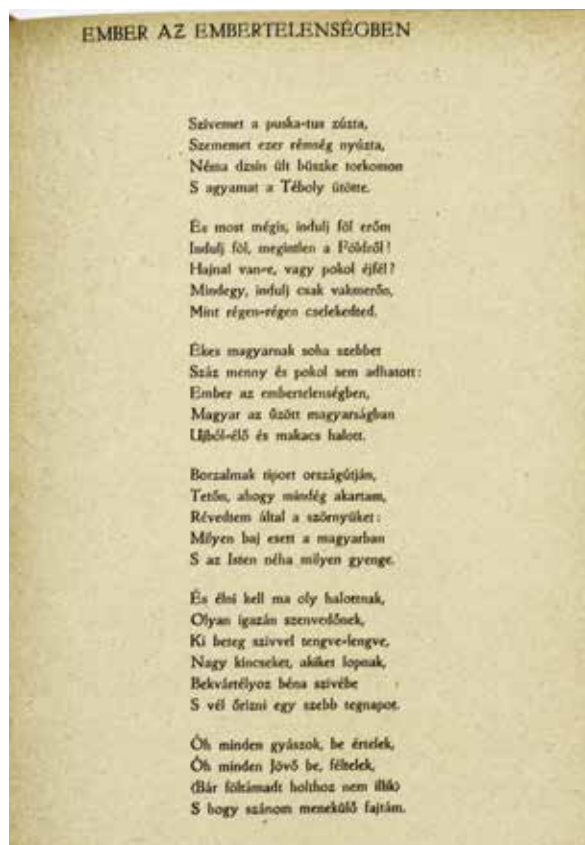 EMBER AZ EMBERTELENSÉGBEN
Szivemet a puska-tus zúzta,
Szememet ezer rémség nyúzta,
Néma dzsin ült büszke torkomon
S agyamat a Téboly ütötte.
És most mégis, indulj föl erőm
Indulj föl, megintlen a Földről!
Hajnal van-e, vagy pokol éjfél?
Mindegy, indulj csak vakmerőn,
Mint régen-régen cselekedted.
Ékes magyarnak soha szebbet
Száz menny és pokol sem adhatott:
Ember az embertelenségben,
Magyar az űzött magyarságban
Ujból-élő és makacs halott.
Borzalmak tiport országútján,
Tetőn, ahogy mindég akartam,
Révedtem által a szörnyüket:
Milyen baj esett a magyarban
S az Isten néha milyen gyenge.
És élni kell ma oly halottnak,
Olyan igazán szenvedőnek,
Ki beteg szivvel tengve-lengve,
Nagy kincseket, akiket lopnak,
Bekvártélyoz béna szivébe
S vél őrizni egy szebb tegnapot.
Óh minden gyászok, be értelek,
Óh minden Jövő be, féltelek,
(Bár föltámadt holthoz nem illik)
S hogy szánom menekülő fajtám.